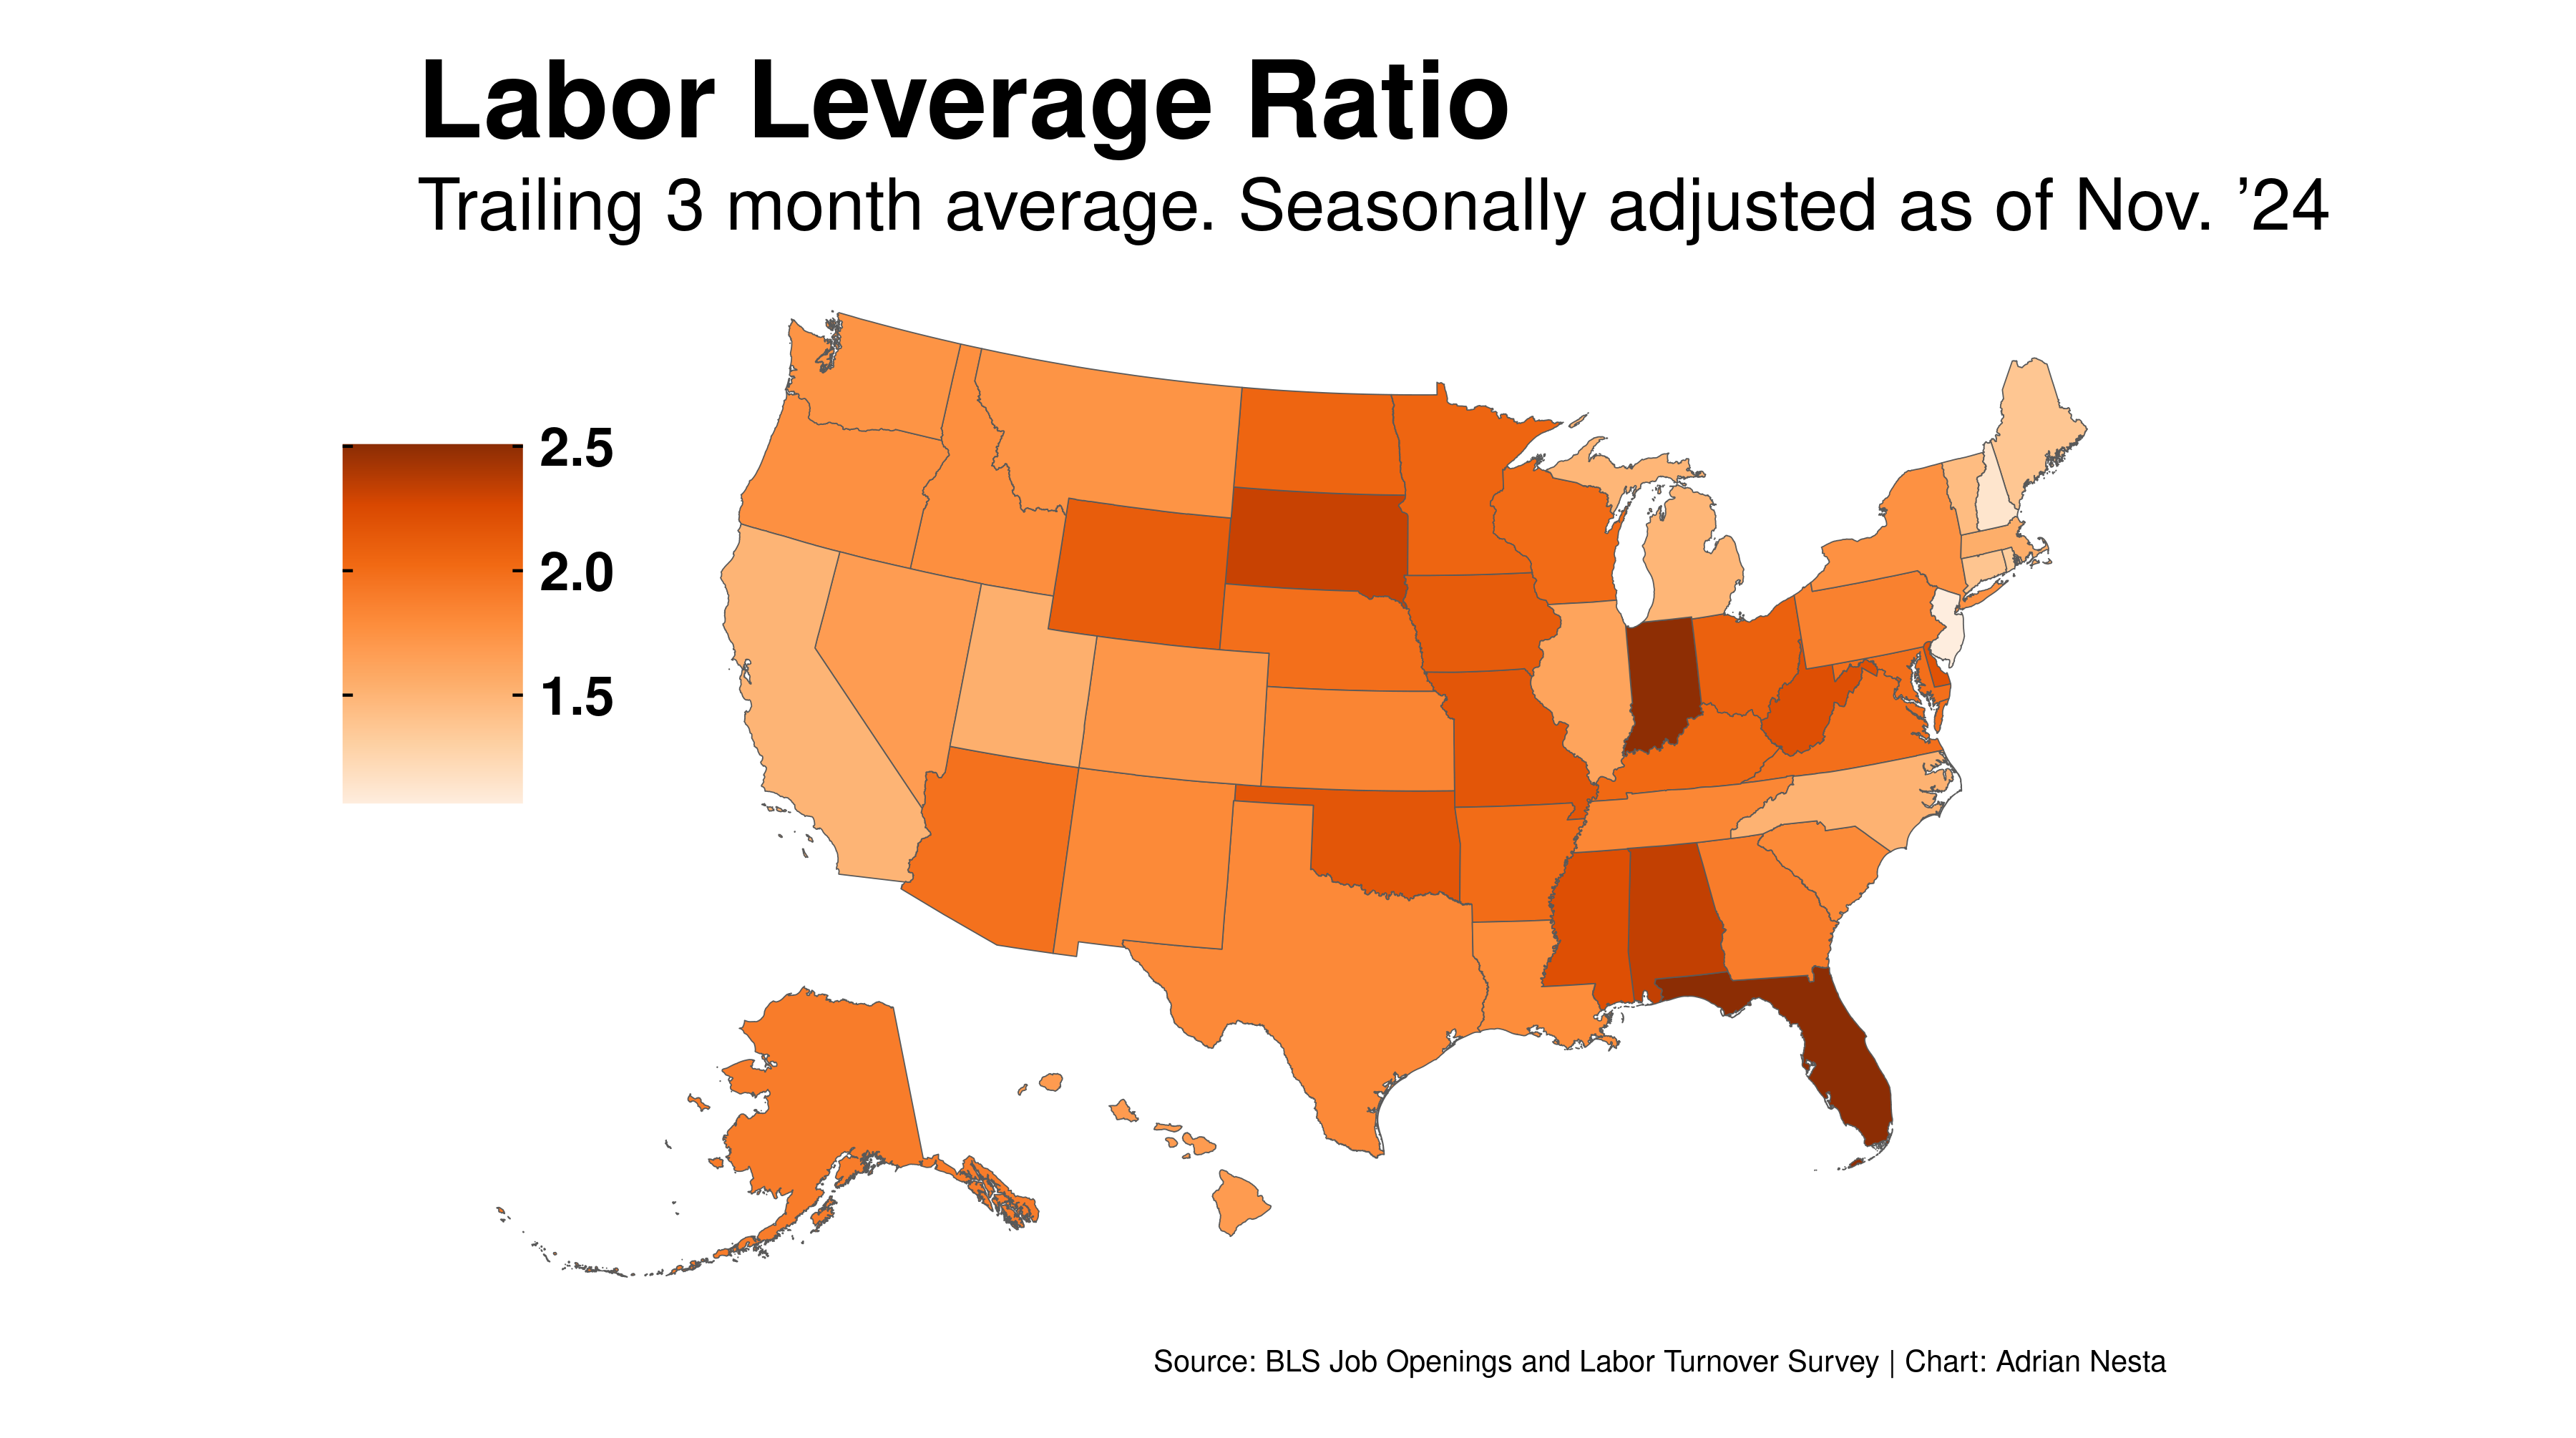 Labor Leverage Ratio
Trailing 3 month average. Seasonally adjusted as of Nov. ’24
2.5
2.0
1.5
Source: BLS Job Openings and Labor Turnover Survey | Chart: Adrian Nesta